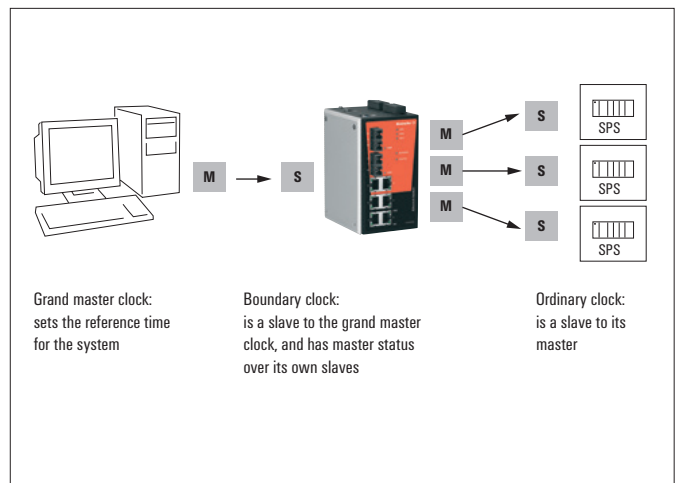 M
S
M
S
SPS
M
S
SPS
M
S
SPS
Grand master clock:
sets the reference time
for the system
Boundary clock:
is a slave to the grand master
clock, and has master status
over its own slaves
Ordinary clock:
is a slave to its
master